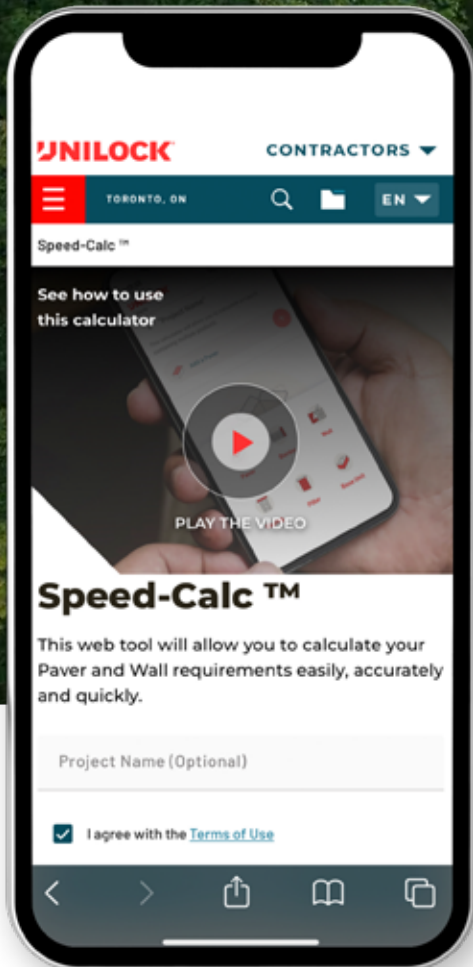 UNILOCK
CONTRACTORS
TORONTO, ON
EN
Speed-Calc ™
See how to use
this calculator
PLAY THE VIDEO
Speed-Calc ™
This web tool will allow you to calculate your
Paver and Wall requirements easily, accurately
and quickly.
Project Name (Optional)
I agree with the Terms of Use